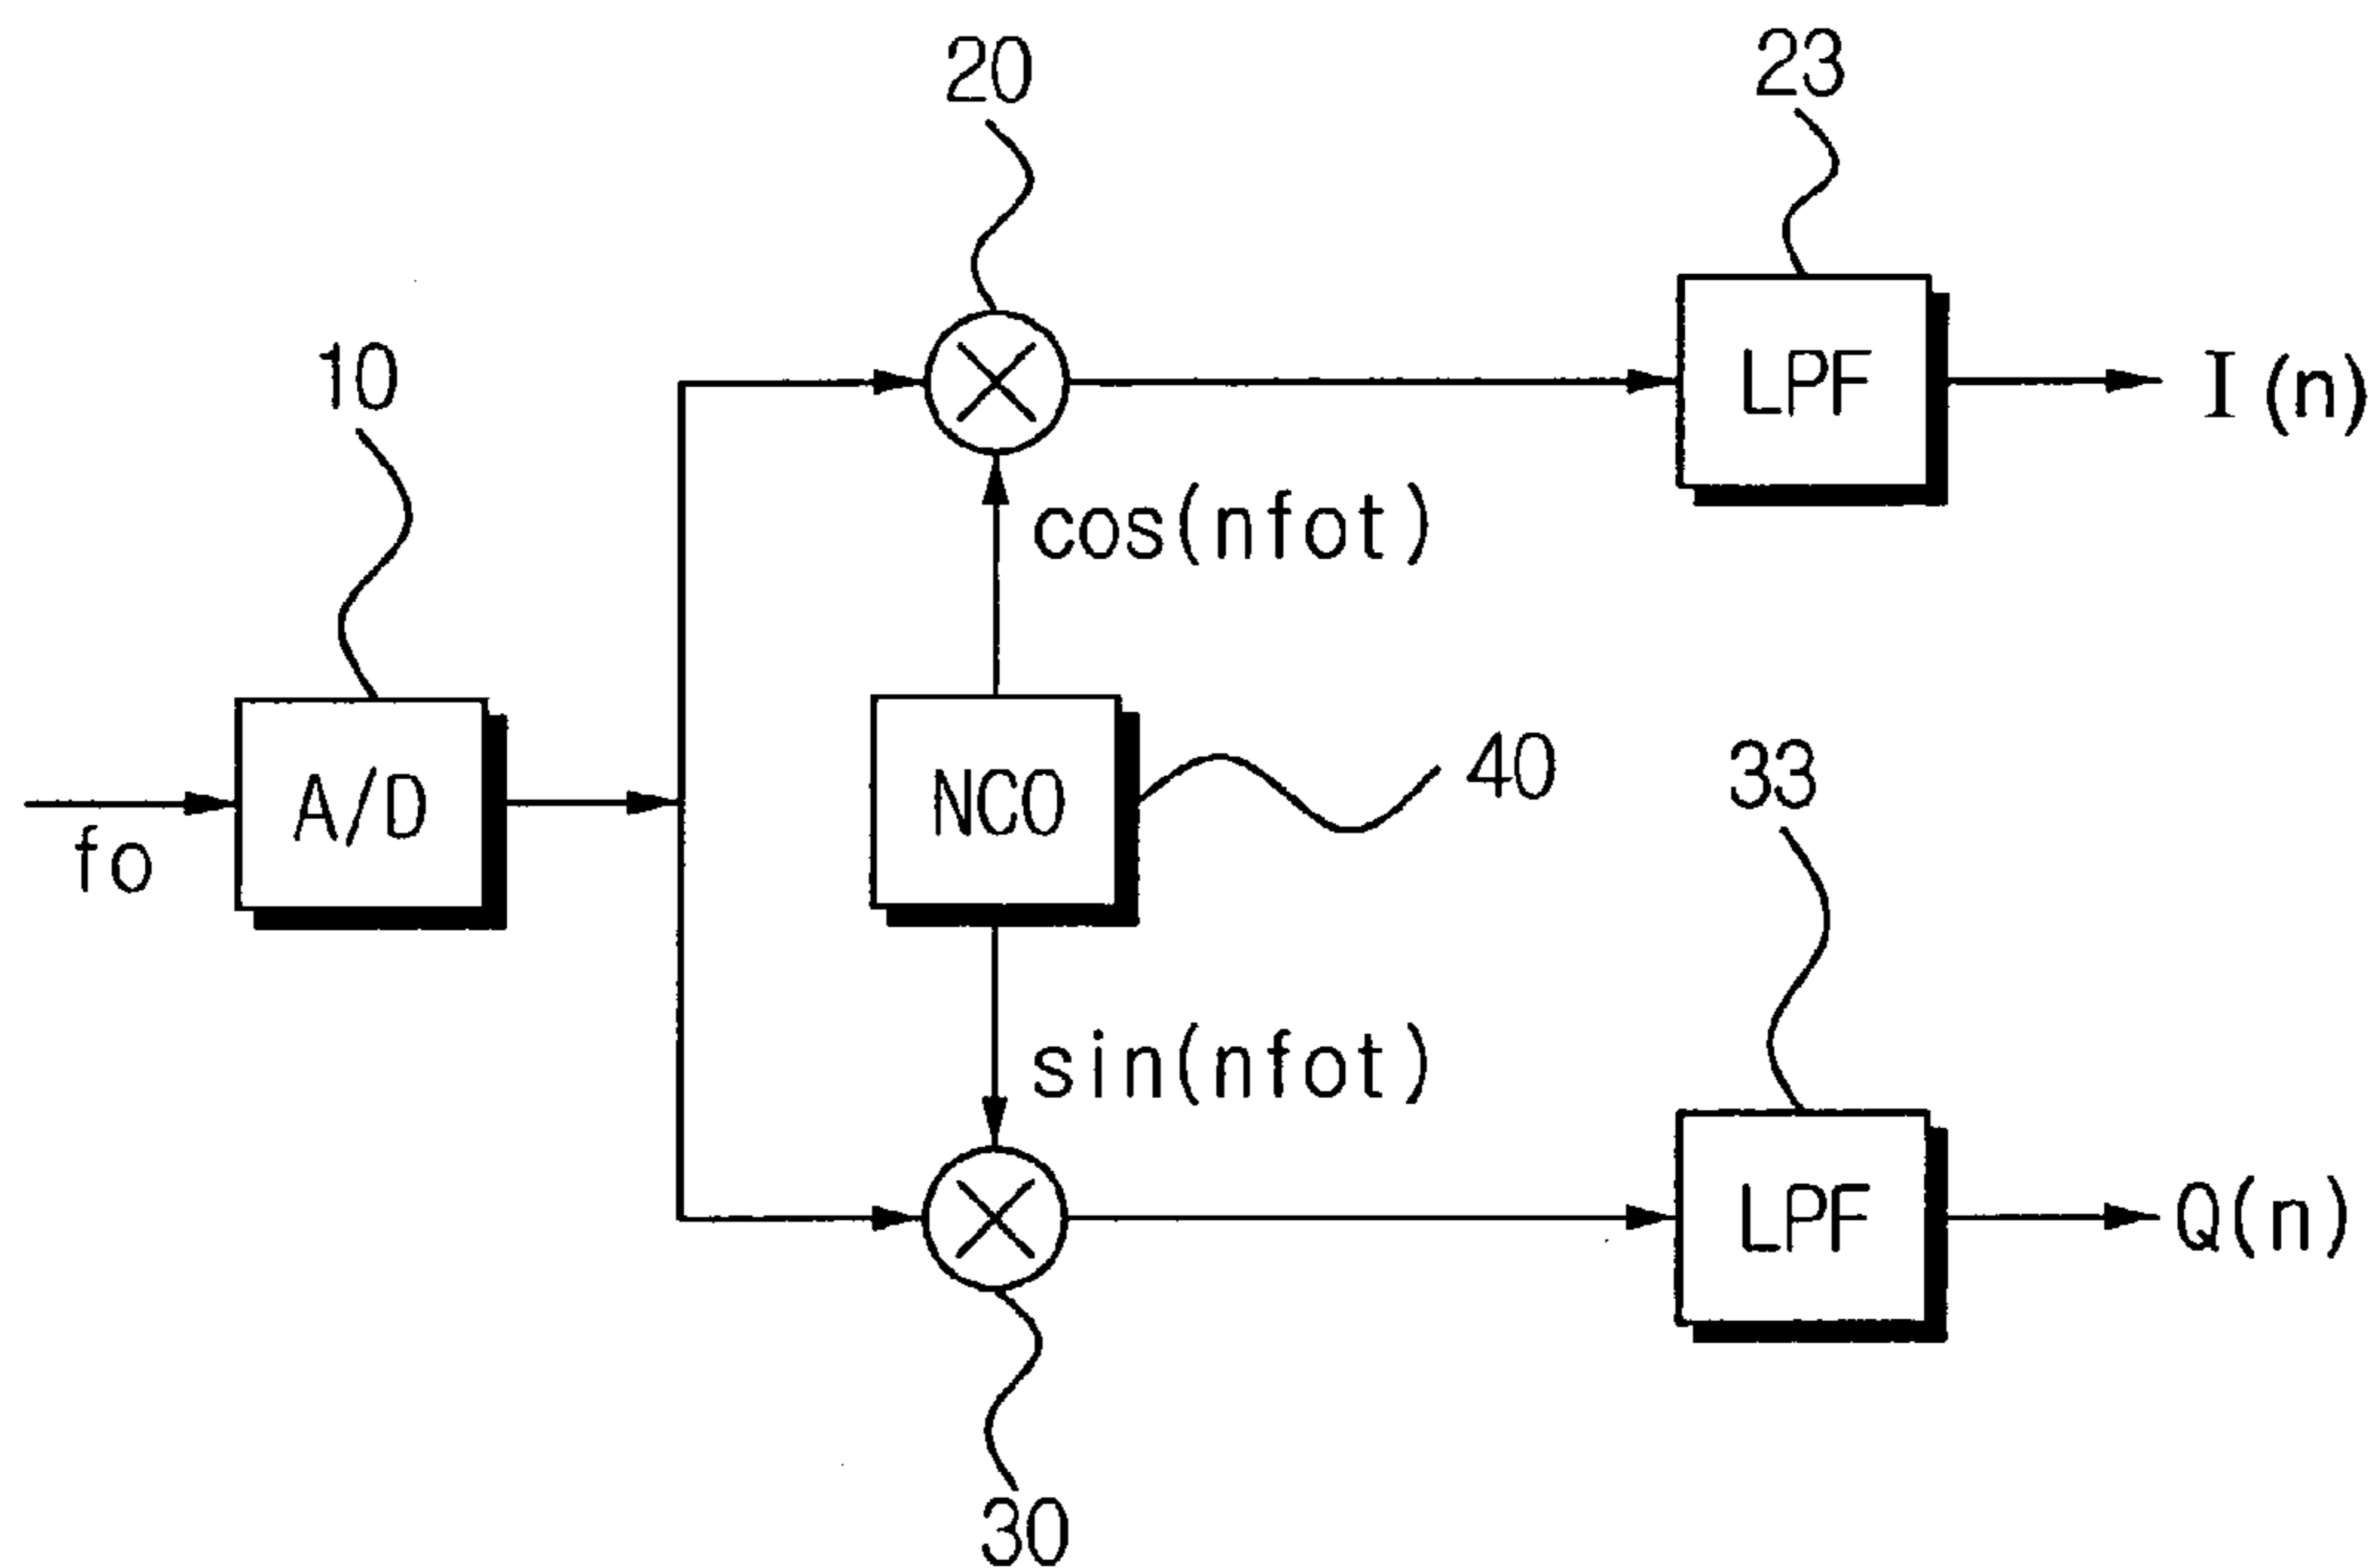 20
23
10
LPF
I (n)
cos(nfot)
fo
A/D
NCO
40
33
sin(nfot)
LPF
Q(n)
30